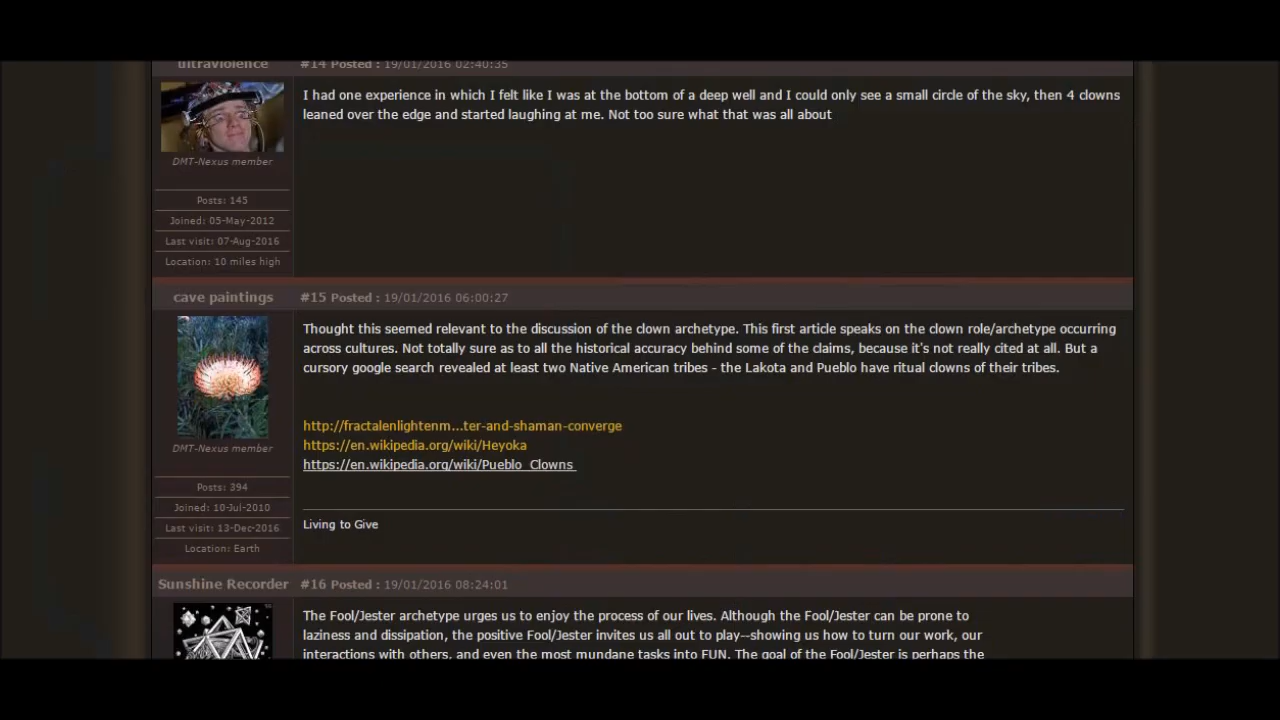 ultraviolence #14 Posted : 19/01/2016 02:40:35
I had one experience in which I felt like I was at the bottom of a deep well and I could only see a small circle of the sky, then 4 clowns
leaned over the edge and started laughing at me. Not too sure what that was all about
DMT-Nexus member
Posts: 145
Joined: 05-May-2012
Last visit: 07-Aug-2016
Location: 10 miles high
cave paintings #15 Posted : 19/01/2016 06:00:27
Thought this seemed relevant to the discussion of the clown archetype. This first article speaks on the clown role/archetype occurring
across cultures. Not totally sure as to all the historical accuracy behind some of the claims, because it's not really cited at all. But a
cursory google search revealed at least two Native American tribes - the Lakota and Pueblo have ritual clowns of their tribes.
http://fractalenlightenm...ter-and-shaman-converge
https://en.wikipedia.org/wiki/Heyoka
https://en.wikipedia.org/wiki/Pueblo_Clowns
DMT-Nexus member
Posts: 394
Joined: 10-Jul-2010
Last visit: 13-Dec-2016
Location: Earth
Living to Give
Sunshine Recorder #16 Posted : 19/01/2016 08:24:01
The Fool/Jester archetype urges us to enjoy the process of our lives. Although the Fool/Jester can be prone to
laziness and dissipation, the positive Fool/Jester invites us all out to play--showing us how to turn our work, our
interactions with others, and even the most mundane tasks into FUN. The goal of the Fool/Jester is perhaps the